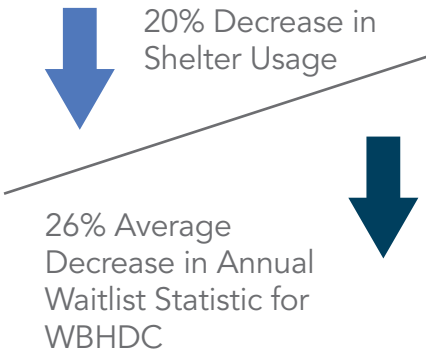 20% Decrease in
Shelter Usage
26% Average
Decrease in Annual
Waitlist Statistic for
WBHDC